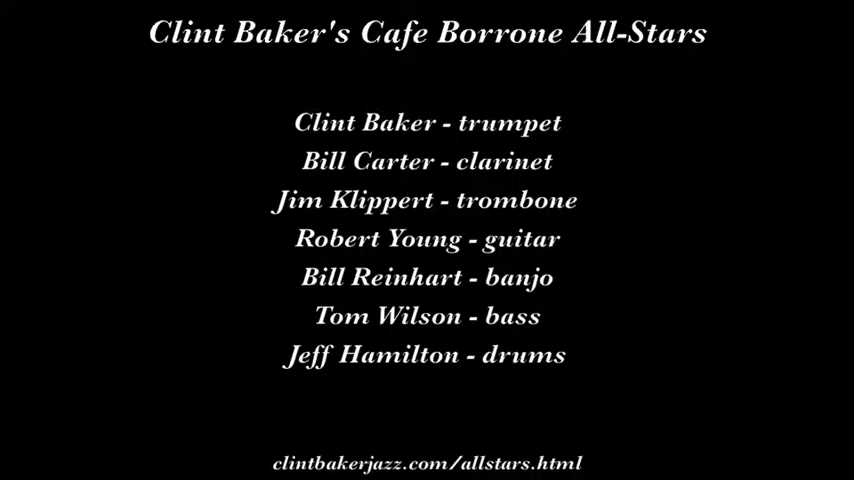 Clint Baker's Cafe Borrone All-Stars
Clint Baker - trumpet
Bill Carter - clarinet
Jim Klippert - trombone
Robert Young - guitar
Bill Reinhart - banjo
Tom Wilson - bass
Jeff Hamilton - drums
clintbakerjazz.com/allstars.html